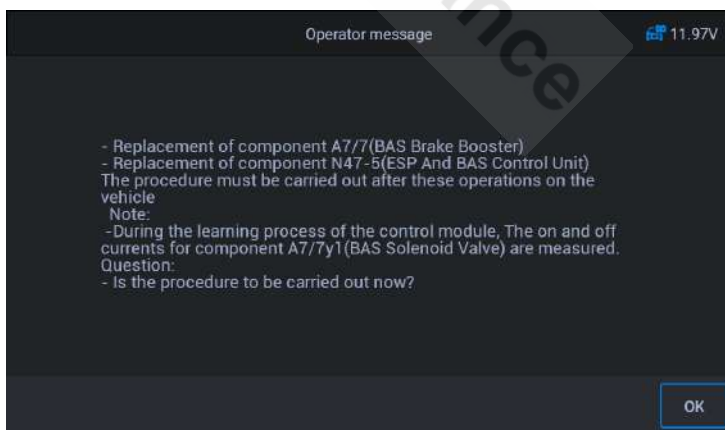 Operator message
11.97V
- Replacement of component A7/7(BAS Brake Booster)
- Replacement of component N47-5(ESP And BAS Control Unit)
The procedure must be carried out after these operations on the
vehicle
Note:
-During the learning process of the control module, The on and off
currents for component A7/7y1(BAS Solenoid Valve) are measured.
Question:
- Is the procedure to be carried out now?
OK